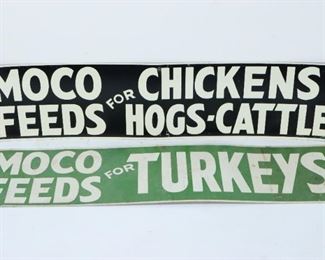 MOCO FOR CHICKENS
FEEDS HOGS-CATTLE
MOCO FOR TURKEYS
FEEDS